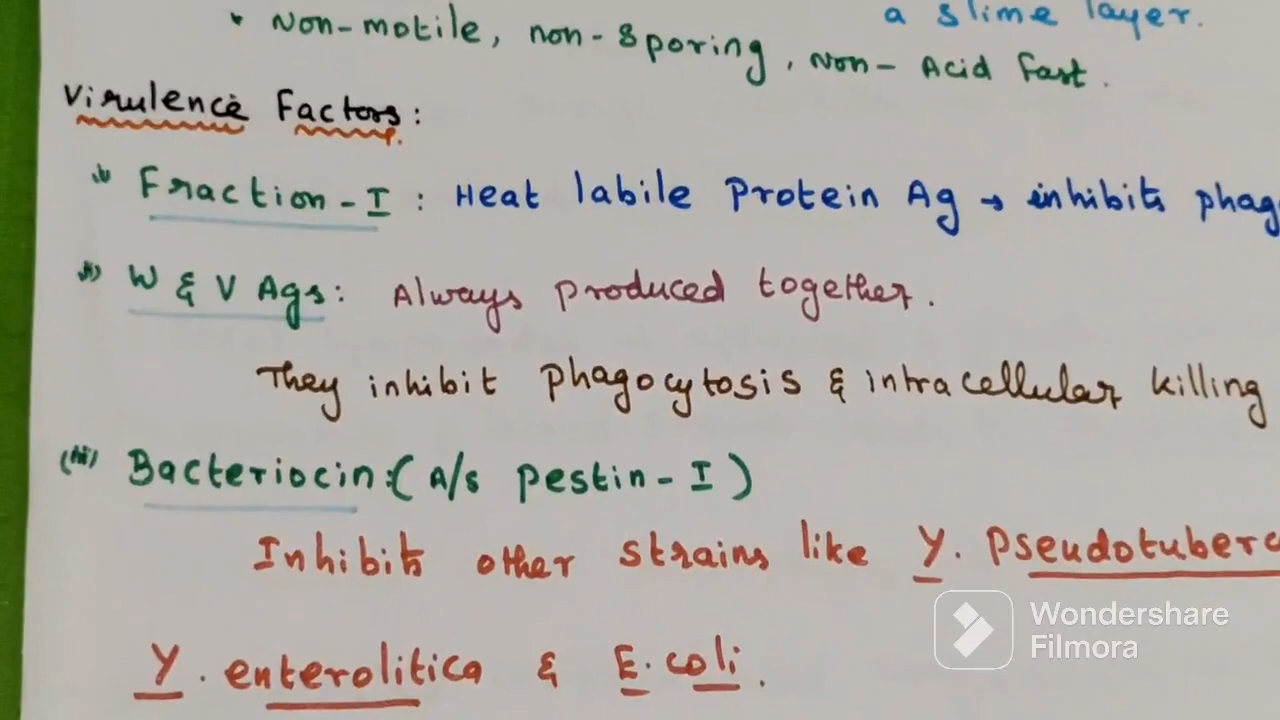 a slime layer.
• Non-motile, non-sporing, Non-Acid Fast.
Virulence Factors:
i) Fraction-I : Heat labile Protein Ag → inhibits phag
ii) W & V Ags: Always produced together.
They inhibit phagocytosis & intracellular killing
(iii) Bacteriocin:(A/s pestin-I)
Inhibits other strains like Y. Pseudotuberc
Y. enterolitica & E. coli.
Wondershare
Filmora